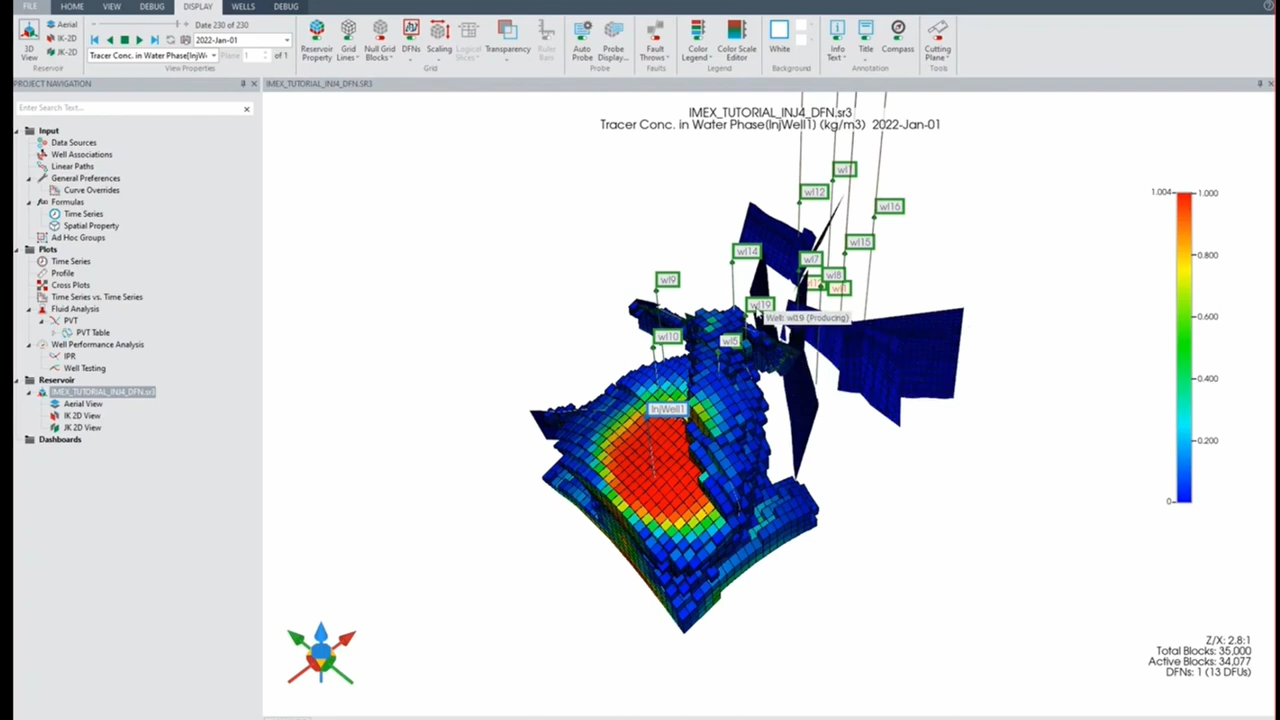 FILE HOME VIEW DEBUG DISPLAY WELLS DEBUG
3D View
Aerial
IK-2D
JK-2D
Reservoir
Date 230 of 230
2022-Jan-01
Tracer Conc. in Water Phase(InjW
Plane 1 of 1
View Properties
Reservoir Property
Grid Lines
Null Grid Blocks
DFNs
Scaling
Logical Slices
Transparency
Ruler Bars
Grid
Auto Probe
Probe Display...
Probe
Fault Throws
Faults
Color Legend
Color Scale Editor
Legend
White
Background
Info Text
Title
Compass
Annotation
Cutting Plane
Tools
PROJECT NAVIGATION
IMEX_TUTORIAL_INJ4_DFN.SR3
Enter Search Text...
Input
Data Sources
Well Associations
Linear Paths
General Preferences
Curve Overrides
Formulas
Time Series
Spatial Property
Ad Hoc Groups
Plots
Time Series
Profile
Cross Plots
Time Series vs. Time Series
Fluid Analysis
PVT
PVT Table
Well Performance Analysis
IPR
Well Testing
Reservoir
IMEX_TUTORIAL_INJ4_DFN.sr3
Aerial View
IK 2D View
JK 2D View
Dashboards
IMEX_TUTORIAL_INJ4_DFN.sr3
Tracer Conc. in Water Phase(InjWell1) (kg/m3) 2022-Jan-01
wl12
wl16
wl15
wl14
wl7
wl8
wl9
wl19
Well: wl19 (Producing)
wl10
wl5
InjWell1
1.004
1.000
0.800
0.600
0.400
0.200
0
Z/X: 2.8:1
Total Blocks: 35,000
Active Blocks: 34,077
DFNs: 1 (13 DFUs)